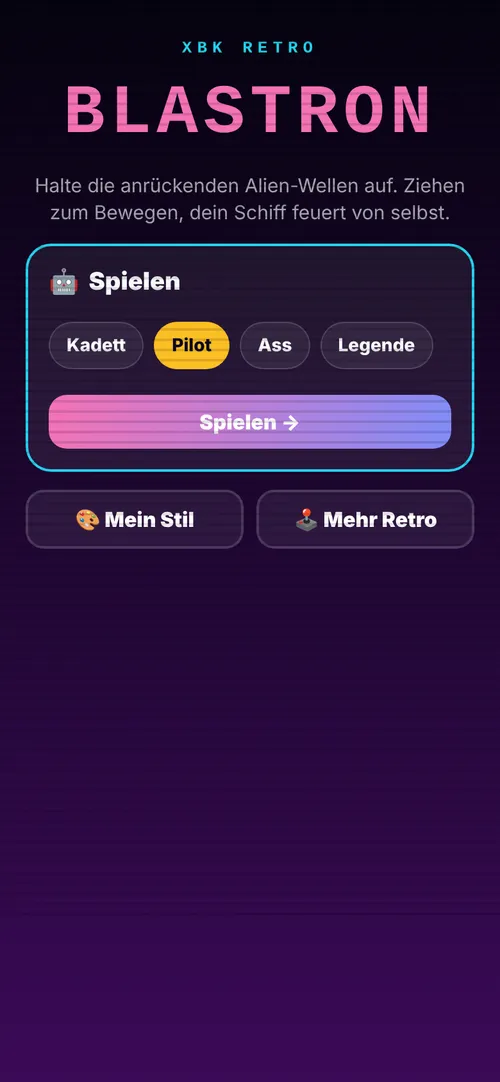 XBK RETRO
BLASTRON
Halte die anrückenden Alien-Wellen auf. Ziehen
zum Bewegen, dein Schiff feuert von selbst.
🤖 Spielen
Kadett Pilot Ass Legende
Spielen →
🎨 Mein Stil 🕹️ Mehr Retro